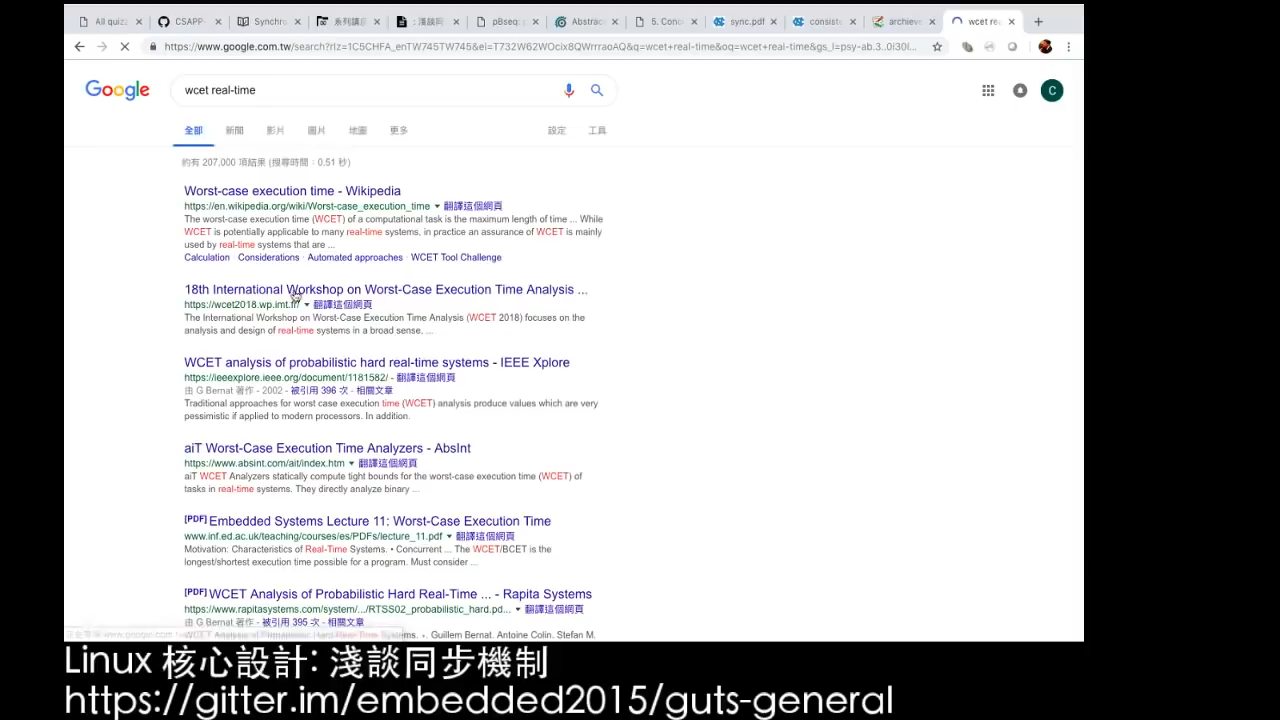 All quizz
CSAPP-
Synchro
系列講座
: 淺談同
pBseq: p
Abstrac
5. Conc
sync.pdf
consiste
archieve
wcet rea
https://www.google.com.tw/search?rlz=1C5CHFA_enTW745TW745&ei=T732W62WOcix8QWrrraoAQ&q=wcet+real-time&oq=wcet+real-time&gs_l=psy-ab.3..0i30l...
Google
wcet real-time
C
全部 新聞 影片 圖片 地圖 更多 設定 工具
約有 207,000 項結果 (搜尋時間：0.51 秒)
Worst-case execution time - Wikipedia
https://en.wikipedia.org/wiki/Worst-case_execution_time 翻譯這個網頁
The worst-case execution time (WCET) of a computational task is the maximum length of time ... While
WCET is potentially applicable to many real-time systems, in practice an assurance of WCET is mainly
used by real-time systems that are ...
Calculation · Considerations · Automated approaches · WCET Tool Challenge
18th International Workshop on Worst-Case Execution Time Analysis ...
https://wcet2018.wp.imt.fr/ 翻譯這個網頁
The International Workshop on Worst-Case Execution Time Analysis (WCET 2018) focuses on the
analysis and design of real-time systems in a broad sense, ...
WCET analysis of probabilistic hard real-time systems - IEEE Xplore
https://ieeexplore.ieee.org/document/1181582/ - 翻譯這個網頁
由 G Bernat 著作 - 2002 - 被引用 396 次 - 相關文章
Traditional approaches for worst case execution time (WCET) analysis produce values which are very
pessimistic if applied to modern processors. In addition.
aiT Worst-Case Execution Time Analyzers - AbsInt
https://www.absint.com/ait/index.htm 翻譯這個網頁
aiT WCET Analyzers statically compute tight bounds for the worst-case execution time (WCET) of
tasks in real-time systems. They directly analyze binary ...
[PDF] Embedded Systems Lecture 11: Worst-Case Execution Time
www.inf.ed.ac.uk/teaching/courses/es/PDFs/lecture_11.pdf 翻譯這個網頁
Motivation: Characteristics of Real-Time Systems. • Concurrent ... The WCET/BCET is the
longest/shortest execution time possible for a program. Must consider ...
[PDF] WCET Analysis of Probabilistic Hard Real-Time ... - Rapita Systems
https://www.rapitasystems.com/system/.../RTSS02_probabilistic_hard.pd... 翻譯這個網頁
由 G Bernat 著作 - 被引用 395 次 - 相關文章
WCET Analysis of Probabilistic Hard Real-Time Systems. •. Guillem Bernat. Antoine Colin. Stefan M.
Linux 核心設計: 淺談同步機制
https://gitter.im/embedded2015/guts-general